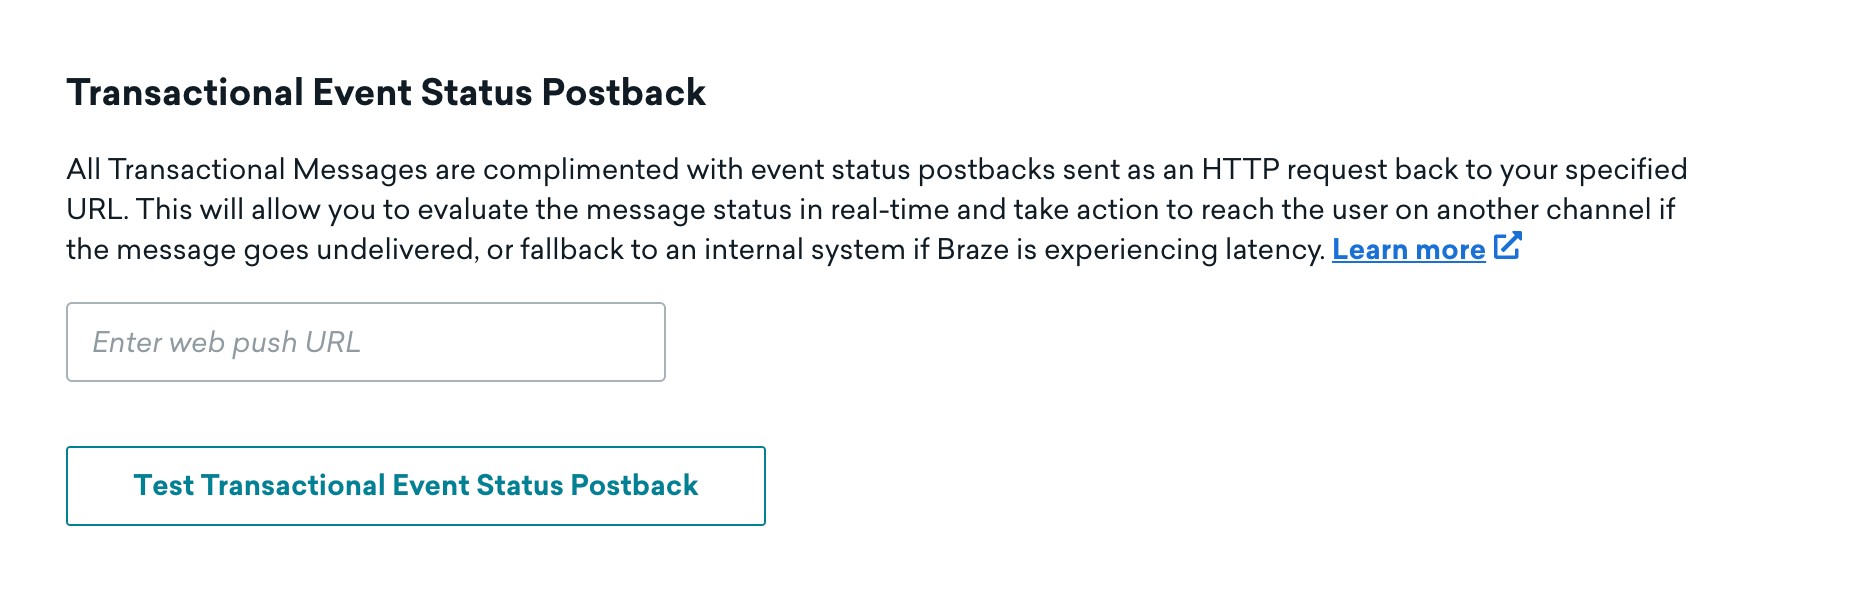 Transactional Event Status Postback
All Transactional Messages are complimented with event status postbacks sent as an HTTP request back to your specified
URL. This will allow you to evaluate the message status in real-time and take action to reach the user on another channel if
the message goes undelivered, or fallback to an internal system if Braze is experiencing latency. Learn more
Enter web push URL
Test Transactional Event Status Postback